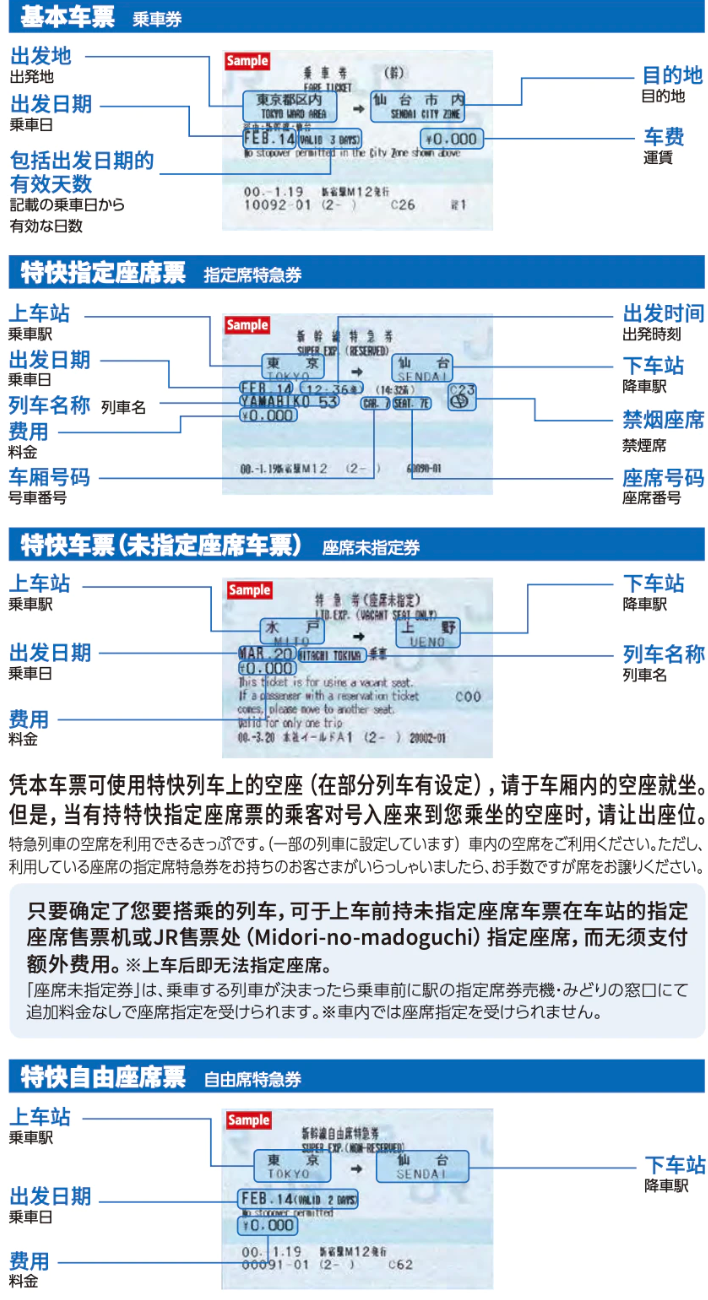 基本车票 乗車券
出发地
出発地
出发日期
乗車日
包括出发日期的
有效天数
記載の乗車日から
有効な日数
Sample
乗車券 (幹)
FARE TICKET
東京都区内 → 仙台市内
TOKYO WARD AREA SENDAI CITY ZONE
経由:新幹線・仙台
FEB.14(VALID 3 DAYS) ¥0,000
No stopover permitted in the City Zone shown above
00.-1.19 新宿駅M12発行
10092-01 (2- ) C26
目的地
目的地
车费
運賃
特快指定座席票 指定席特急券
上车站
乗車駅
出发日期
乗車日
列车名称 列車名
费用
料金
车厢号码
号車番号
Sample
新幹線特急券
SUPER EXP. (RESERVED)
東京 → 仙台
TOKYO SENDAI
FEB.14 (12:36発) (14:32着) C23
YAMABIKO 53 CAR. 7 SEAT. 7E
¥0,000
00.-1.19新宿駅M12 (2- ) 60090-01
出发时间
出発時刻
下车站
降車駅
禁烟座席
禁煙席
座席号码
座席番号
特快车票(未指定座席车票) 座席未指定券
上车站
乗車駅
出发日期
乗車日
费用
料金
Sample
特急券(座席未指定)
LTD.EXP. (VACANT SEAT ONLY)
水戸 → 上野
MITO UENO
MAR.20 HITACHI TOKIWA 乗車
¥0,000
This ticket is for using a vacant seat.
If a passenger with a reservation ticket C00
comes, please move to another seat.
Valid for only one trip
00.-3.20 本社イールドA1 (2- ) 20002-01
下车站
降車駅
列车名称
列車名
凭本车票可使用特快列车上的空座(在部分列车有设定),请于车厢内的空座就坐。
但是,当有持特快指定座席票的乘客对号入座来到您乘坐的空座时,请让出座位。
特急列車の空席を利用できるきっぷです。(一部の列車に設定しています) 車内の空席をご利用ください。ただし、
利用している座席の指定席特急券をお持ちのお客さまがいらっしゃいましたら、お手数ですが席をお譲りください。
只要确定了您要搭乘的列车,可于上车前持未指定座席车票在车站的指定
座席售票机或JR售票处(Midori-no-madoguchi)指定座席,而无须支付
额外费用。※上车后即无法指定座席。
「座席未指定券」は、乗車する列車が決まったら乗車前に駅の指定席券売機・みどりの窓口にて
追加料金なしで座席指定を受けられます。※車内では座席指定を受けられません。
特快自由座席票 自由席特急券
上车站
乗車駅
出发日期
乗車日
费用
料金
Sample
新幹線自由席特急券
SUPER EXP.(NON-RESERVED)
東京 → 仙台
TOKYO SENDAI
FEB.14(VALID 2 DAYS)
No stopover permitted
¥0,000
00.-1.19 新宿駅M12発行
00091-01 (2- ) C62
下车站
降車駅